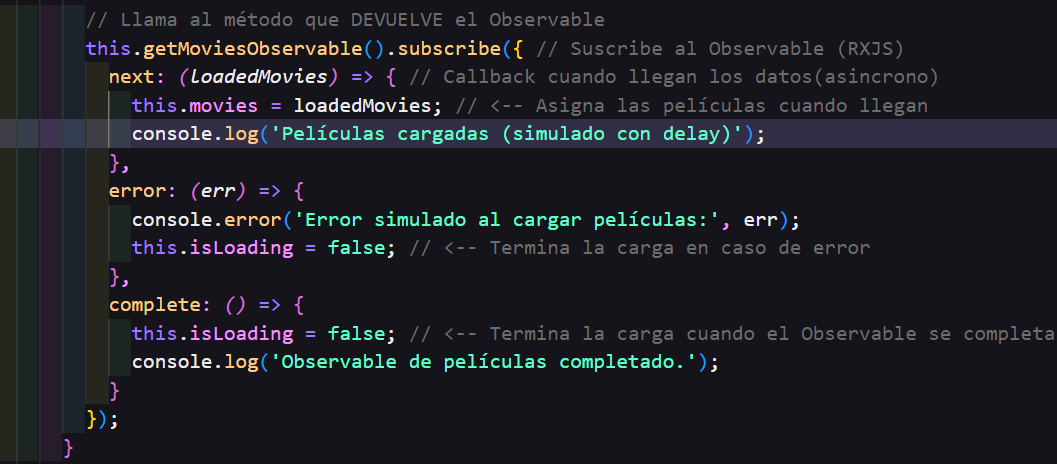 // Llama al método que DEVUELVE el Observable
this.getMoviesObservable().subscribe({ // Suscribe al Observable (RXJS)
next: (loadedMovies) => { // Callback cuando llegan los datos(asincrono)
this.movies = loadedMovies; // <-- Asigna las películas cuando llegan
console.log('Películas cargadas (simulado con delay)');
},
error: (err) => {
console.error('Error simulado al cargar películas:', err);
this.isLoading = false; // <-- Termina la carga en caso de error
},
complete: () => {
this.isLoading = false; // <-- Termina la carga cuando el Observable se completa
console.log('Observable de películas completado.');
}
});
}